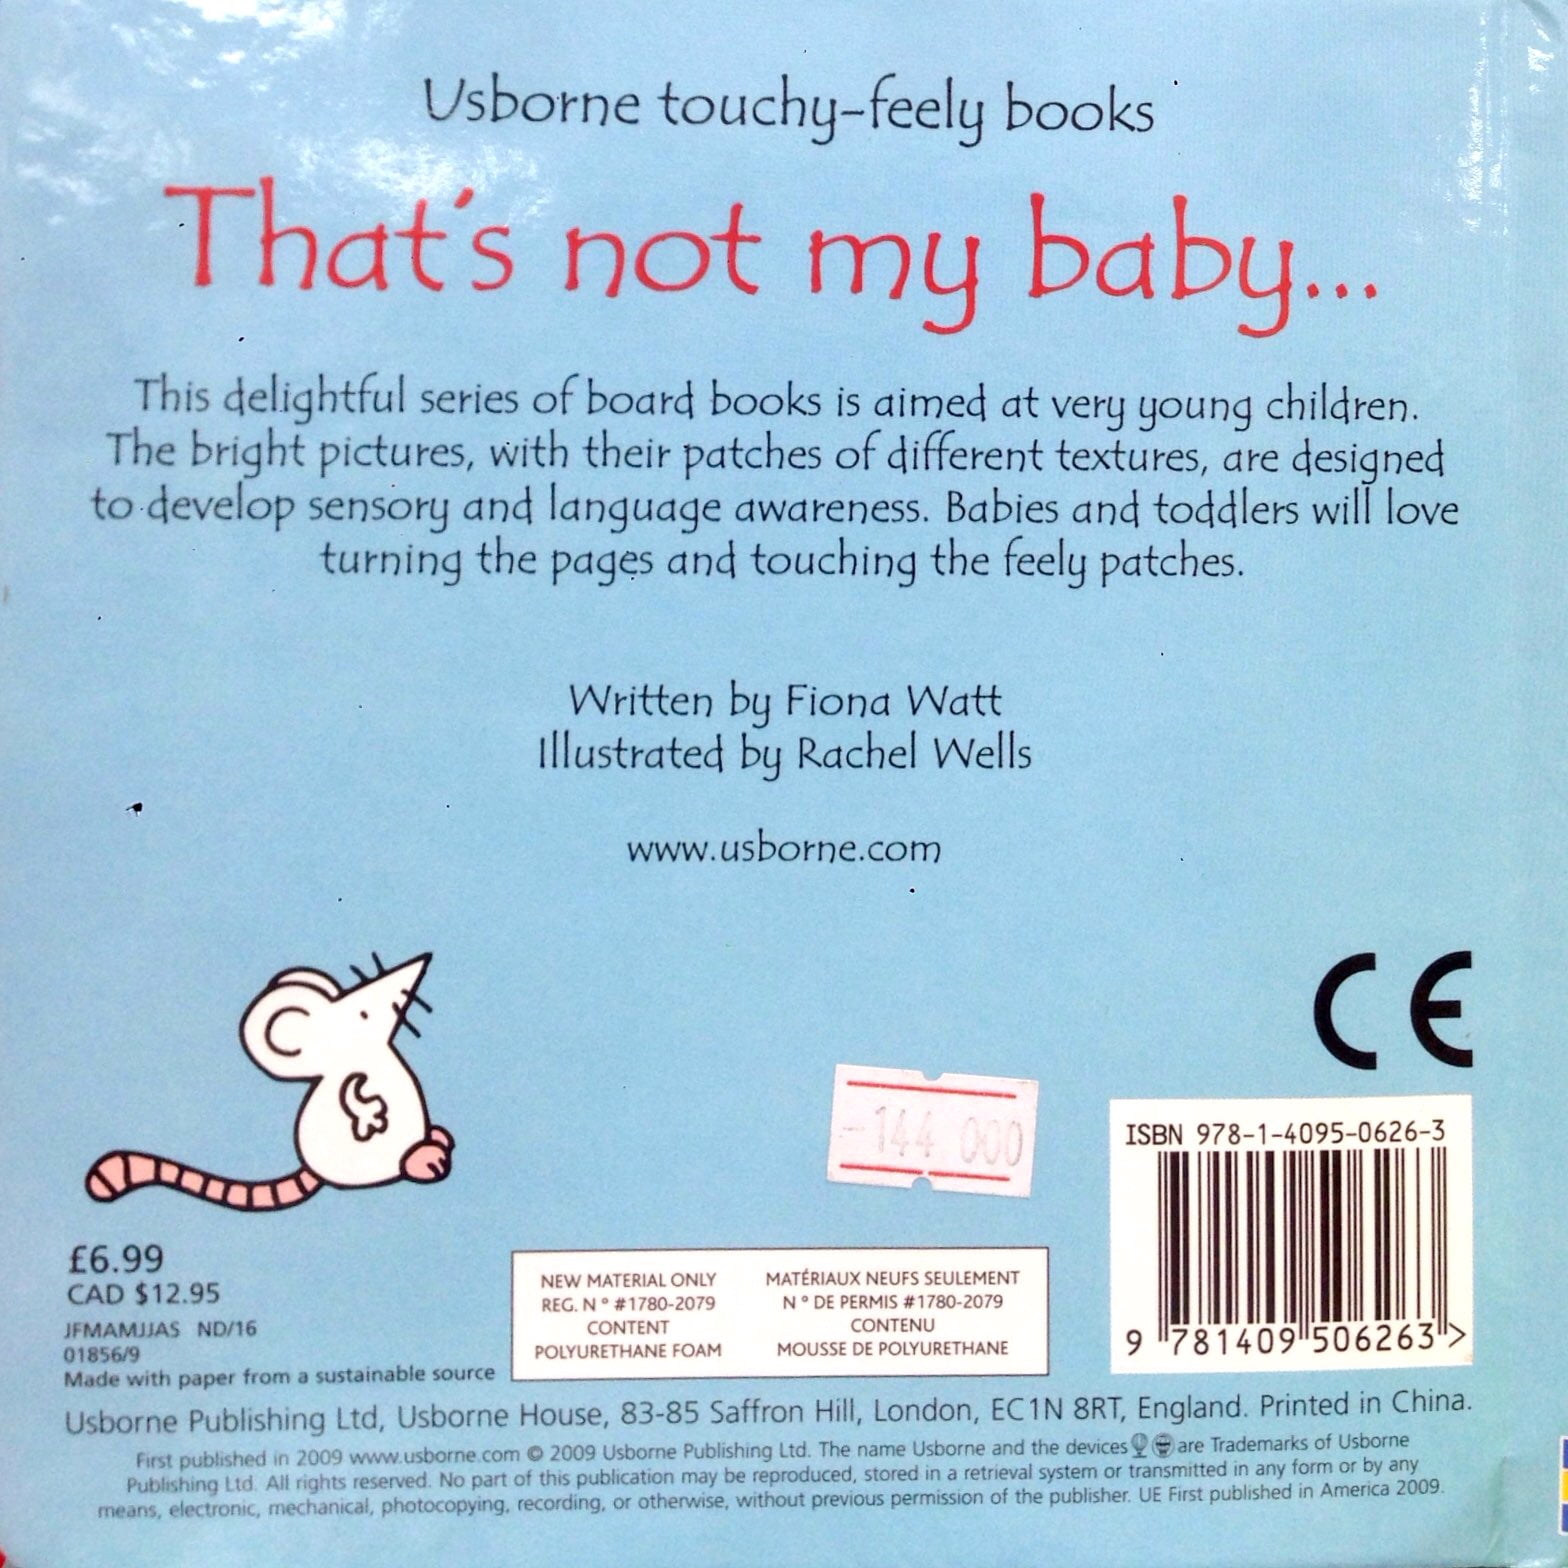 Usborne touchy-feely books
That's not my baby...
This delightful series of board books is aimed at very young children.
The bright pictures, with their patches of different textures, are designed
to develop sensory and language awareness. Babies and toddlers will love
turning the pages and touching the feely patches.
Written by Fiona Watt
Illustrated by Rachel Wells
www.usborne.com
CE
144 000
ISBN 978-1-4095-0626-3
9 781409 506263 >
£6.99
CAD $12.95
JFMAMJJAS ND/16
01856/9
Made with paper from a sustainable source
NEW MATERIAL ONLY
REG. N° #1780-2079
CONTENT
POLYURETHANE FOAM
MATÉRIAUX NEUFS SEULEMENT
N° DE PERMIS #1780-2079
CONTENU
MOUSSE DE POLYURETHANE
Usborne Publishing Ltd, Usborne House, 83-85 Saffron Hill, London, EC1N 8RT, England. Printed in China.
First published in 2009 www.usborne.com © 2009 Usborne Publishing Ltd. The name Usborne and the devices are Trademarks of Usborne
Publishing Ltd. All rights reserved. No part of this publication may be reproduced, stored in a retrieval system or transmitted in any form or by any
means, electronic, mechanical, photocopying, recording, or otherwise, without previous permission of the publisher. UE First published in America 2009.